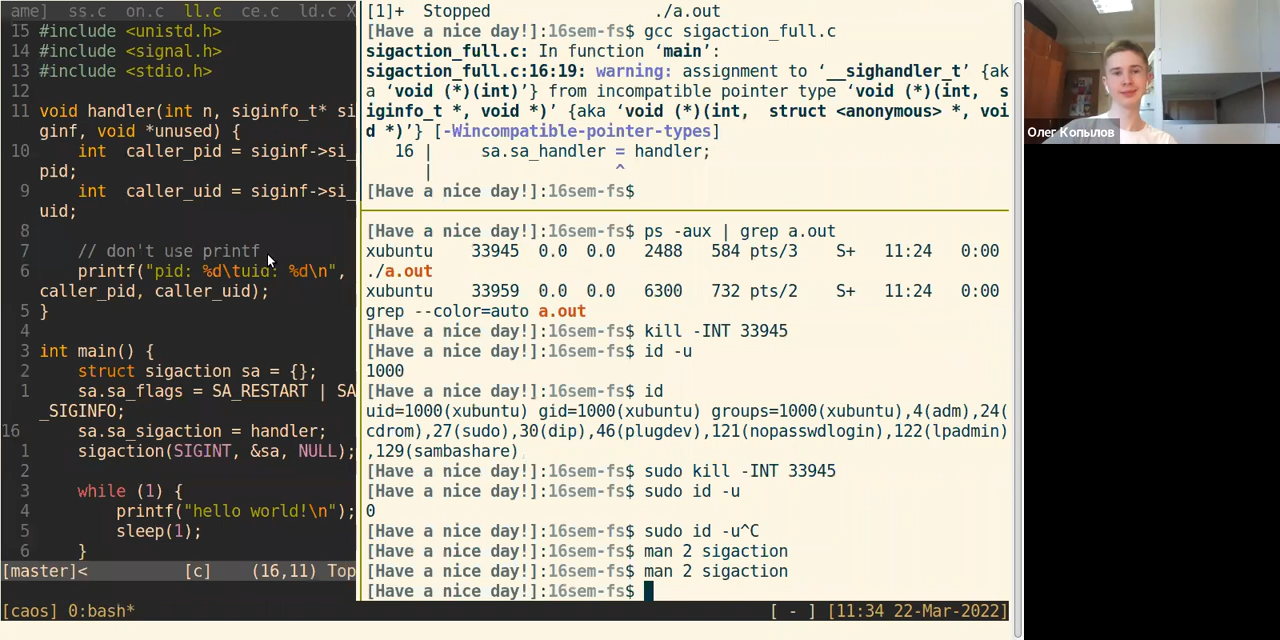 ame]  ss.c  on.c  ll.c  ce.c  ld.c X
15 #include <unistd.h>
14 #include <signal.h>
13 #include <stdio.h>
12
11 void handler(int n, siginfo_t* si
ginf, void *unused) {
10     int  caller_pid = siginf->si_
pid;
9     int  caller_uid = siginf->si_
uid;
8
7     // don't use printf
6     printf("pid: %d\tuid: %d\n",
caller_pid, caller_uid);
5 }
4
3 int main() {
2     struct sigaction sa = {};
1     sa.sa_flags = SA_RESTART | SA
_SIGINFO;
16     sa.sa_sigaction = handler;
1     sigaction(SIGINT, &sa, NULL);
2
3     while (1) {
4         printf("hello world!\n");
5         sleep(1);
6     }
[master]<          [c]    (16,11) Top
[1]+  Stopped                 ./a.out
[Have a nice day!]:16sem-fs$ gcc sigaction_full.c
sigaction_full.c: In function ‘main’:
sigaction_full.c:16:19: warning: assignment to ‘__sighandler_t’ {ak
a ‘void (*)(int)’} from incompatible pointer type ‘void (*)(int,  s
iginfo_t *, void *)’ {aka ‘void (*)(int,  struct <anonymous> *, voi
d *)’} [-Wincompatible-pointer-types]
16 |     sa.sa_handler = handler;
|                   ^
[Have a nice day!]:16sem-fs$
[Have a nice day!]:16sem-fs$ ps -aux | grep a.out
xubuntu    33945  0.0  0.0   2488   584 pts/3    S+   11:24   0:00
./a.out
xubuntu    33959  0.0  0.0   6300   732 pts/2    S+   11:24   0:00
grep --color=auto a.out
[Have a nice day!]:16sem-fs$ kill -INT 33945
[Have a nice day!]:16sem-fs$ id -u
1000
[Have a nice day!]:16sem-fs$ id
uid=1000(xubuntu) gid=1000(xubuntu) groups=1000(xubuntu),4(adm),24(
cdrom),27(sudo),30(dip),46(plugdev),121(nopasswdlogin),122(lpadmin)
,129(sambashare)
[Have a nice day!]:16sem-fs$ sudo kill -INT 33945
[Have a nice day!]:16sem-fs$ sudo id -u
0
[Have a nice day!]:16sem-fs$ sudo id -u^C
[Have a nice day!]:16sem-fs$ man 2 sigaction
[Have a nice day!]:16sem-fs$ man 2 sigaction
[Have a nice day!]:16sem-fs$
[caos] 0:bash*                [ - ] [11:34 22-Mar-2022]
Олег Копылов